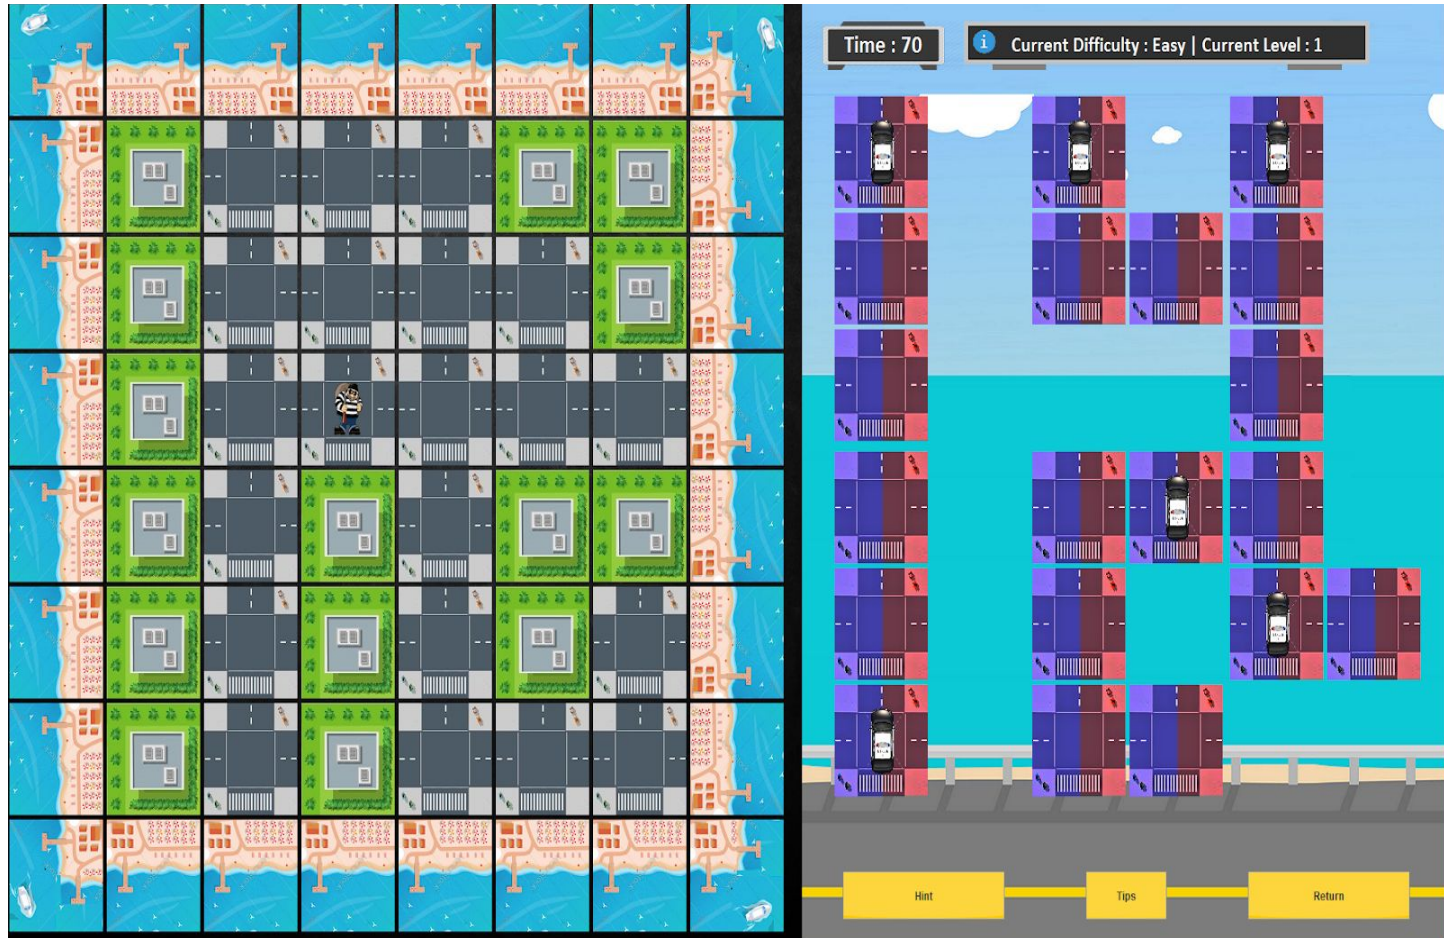 Time : 70
Current Difficulty : Easy | Current Level : 1
Hint
Tips
Return